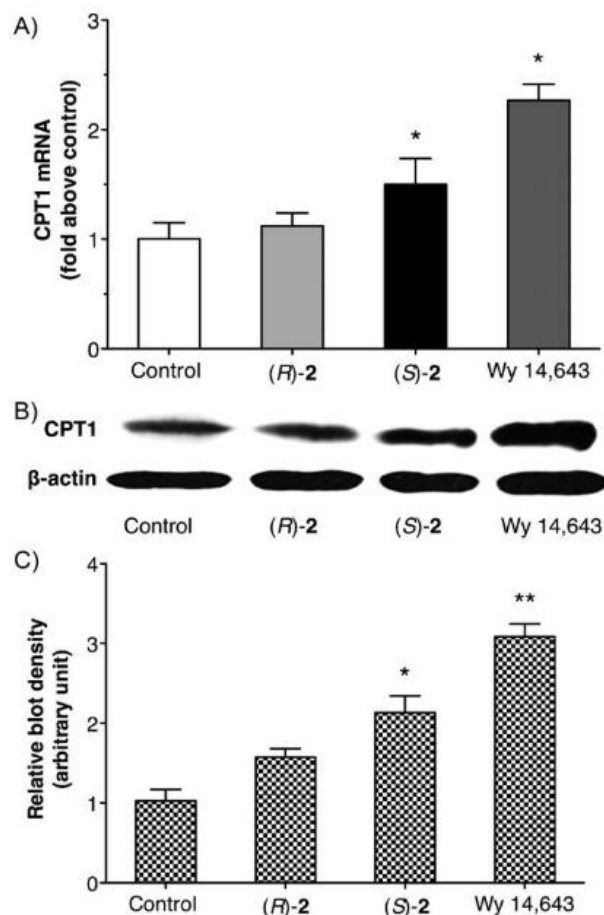 A)
CPT1 mRNA
(fold above control)
3
2
1
0
*
*
Control (R)-2 (S)-2 Wy 14,643
B)
CPT1
β-actin
Control (R)-2 (S)-2 Wy 14,643
C)
Relative blot density
(arbitrary unit)
4
3
2
1
0
*
**
Control (R)-2 (S)-2 Wy 14,643